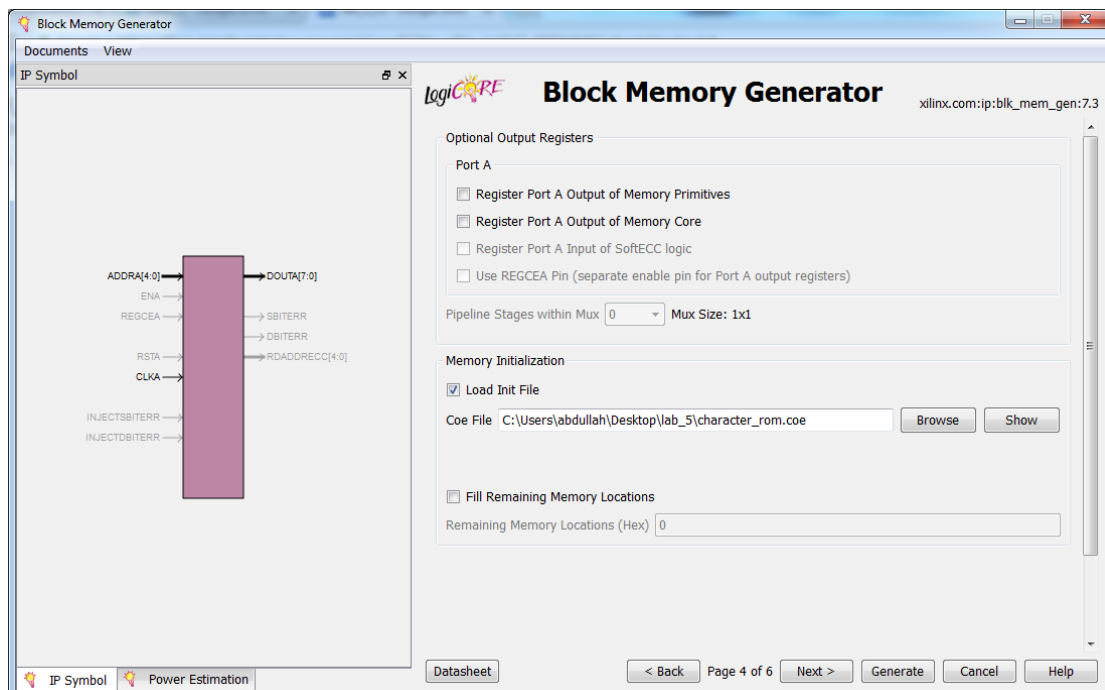 Block Memory Generator
Documents View
IP Symbol
LogiCORE
Block Memory Generator
xilinx.com:ip:blk_mem_gen:7.3
Optional Output Registers
Port A
Register Port A Output of Memory Primitives
Register Port A Output of Memory Core
Register Port A Input of SoftECC logic
Use REGCEA Pin (separate enable pin for Port A output registers)
Pipeline Stages within Mux 0 Mux Size: 1x1
Memory Initialization
Load Init File
Coe File C:\Users\abdullah\Desktop\lab_5\character_rom.coe Browse Show
Fill Remaining Memory Locations
Remaining Memory Locations (Hex) 0
ADDRA[4:0] DOUTA[7:0]
ENA
REGCEA SBITERR
DBITERR
RSTA RDADDRECC[4:0]
CLKA
INJECTSBITERR
INJECTDBITERR
IP Symbol Power Estimation
Datasheet < Back Page 4 of 6 Next > Generate Cancel Help